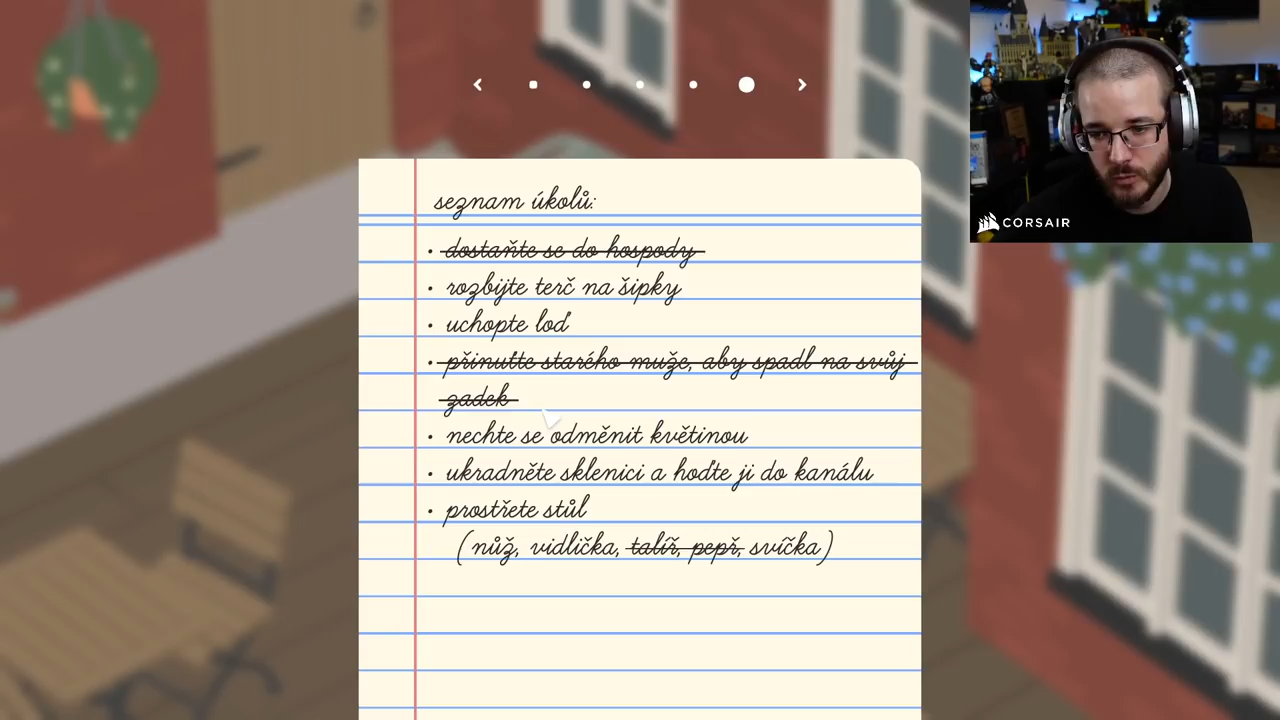 CORSAIR
seznam úkolů:
• dostaňte se do hospody
• rozbijte terč na šipky
• uchopte loď
• přinuťte starého muže, aby spadl na svůj
zadek
• nechte se odměnit květinou
• ukradněte sklenici a hoďte ji do kanálu
• prostřete stůl
(nůž, vidlička, talíř, pepř, svíčka)